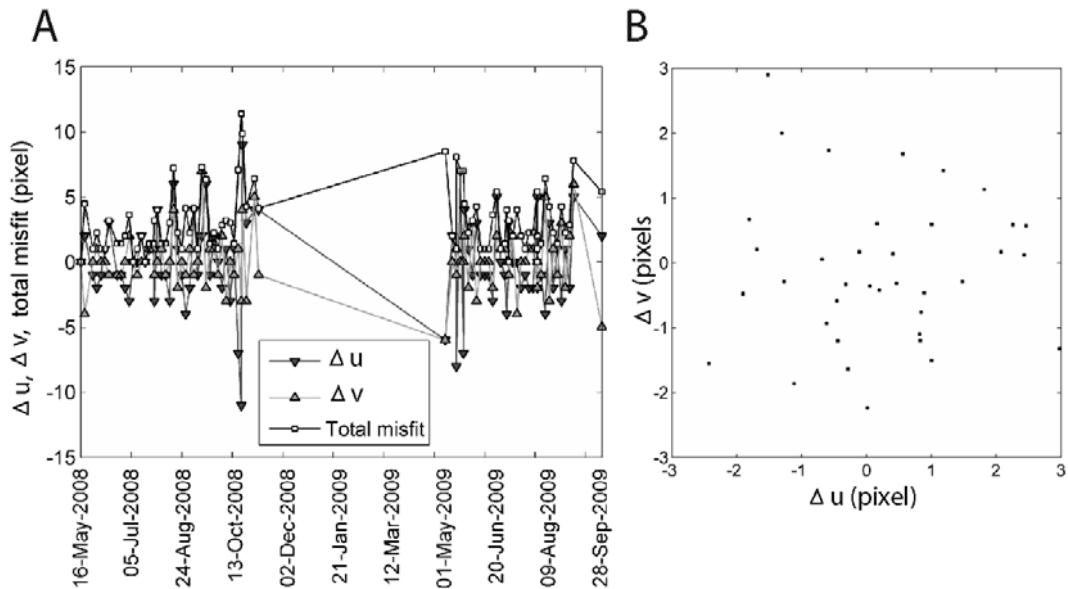 A
B
15
10
5
0
-5
-10
-15
Δ u, Δ v, total misfit (pixel)
Δ u
Δ v
Total misfit
16-May-2008
05-Jul-2008
24-Aug-2008
13-Oct-2008
02-Dec-2008
21-Jan-2009
12-Mar-2009
01-May-2009
20-Jun-2009
09-Aug-2009
28-Sep-2009
3
2
1
0
-1
-2
-3
Δ v (pixels)
-3
-2
-1
0
1
2
3
Δ u (pixel)